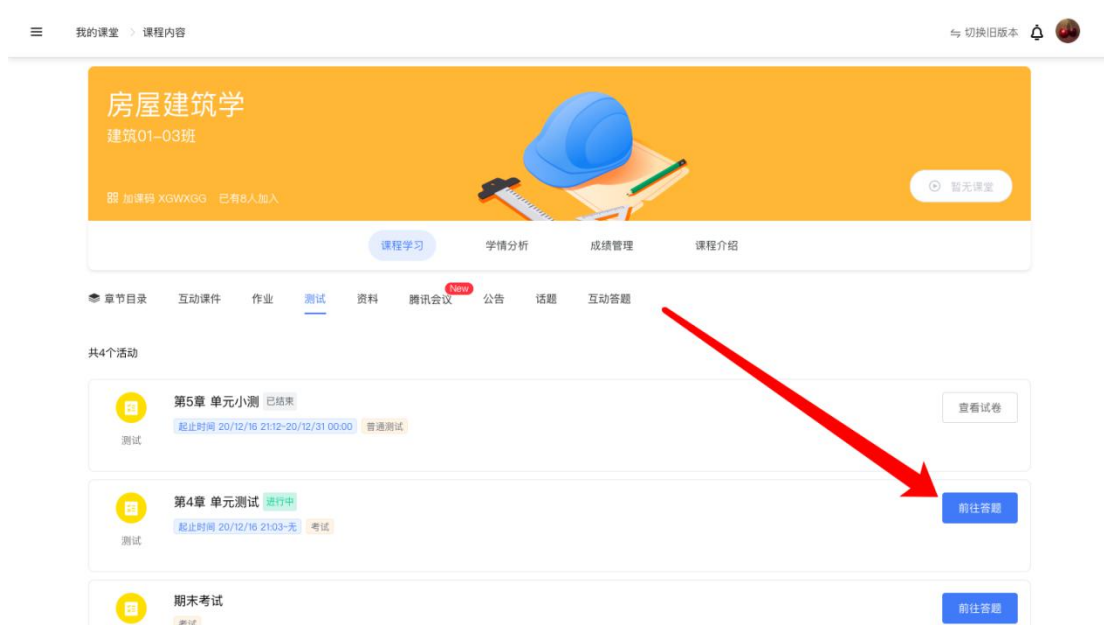 我的课堂 > 课程内容
切换旧版本
房屋建筑学
建筑01-03班
加课码 XGWXGG 已有8人加入
暂无课堂
课程学习 学情分析 成绩管理 课程介绍
章节目录 互动课件 作业 测试 资料 腾讯会议 New 公告 话题 互动答题
共4个活动
第5章 单元小测 已结束
起止时间 20/12/16 21:12-20/12/31 00:00 普通测试
测试
查看试卷
第4章 单元测试 进行中
起止时间 20/12/16 21:03-无 考试
测试
前往答题
期末考试
考试
前往答题